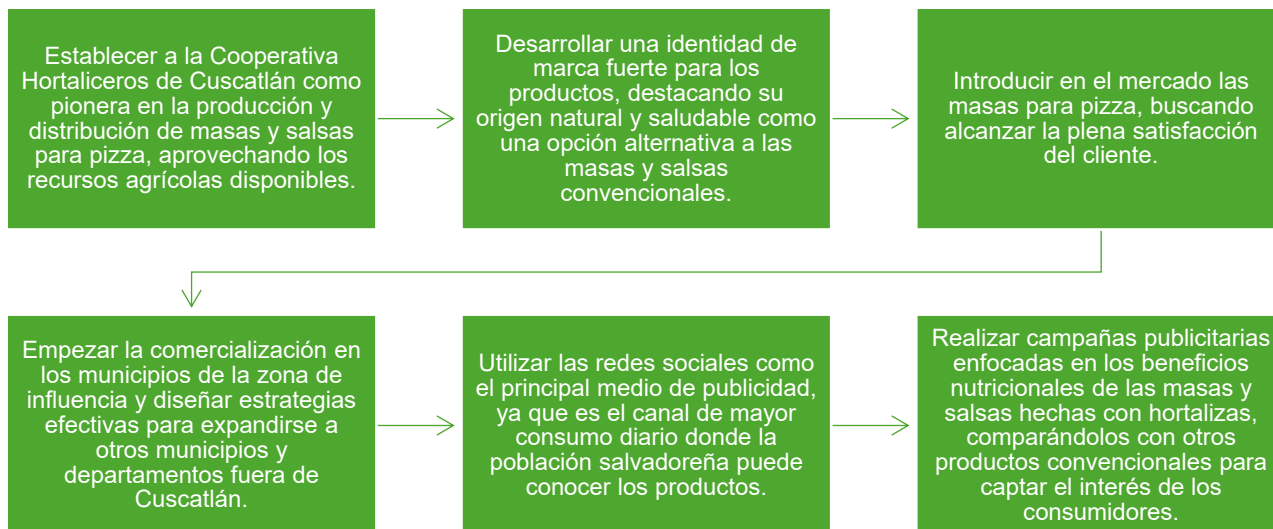 Establecer a la Cooperativa
Hortaliceros de Cuscatlán como
pionera en la producción y
distribución de masas y salsas
para pizza, aprovechando los
recursos agrícolas disponibles.
Desarrollar una identidad de
marca fuerte para los
productos, destacando su
origen natural y saludable como
una opción alternativa a las
masas y salsas
convencionales.
Introducir en el mercado las
masas para pizza, buscando
alcanzar la plena satisfacción
del cliente.
Empezar la comercialización en
los municipios de la zona de
influencia y diseñar estrategias
efectivas para expandirse a
otros municipios y
departamentos fuera de
Cuscatlán.
Utilizar las redes sociales como
el principal medio de publicidad,
ya que es el canal de mayor
consumo diario donde la
población salvadoreña puede
conocer los productos.
Realizar campañas publicitarias
enfocadas en los beneficios
nutricionales de las masas y
salsas hechas con hortalizas,
comparándolos con otros
productos convencionales para
captar el interés de los
consumidores.